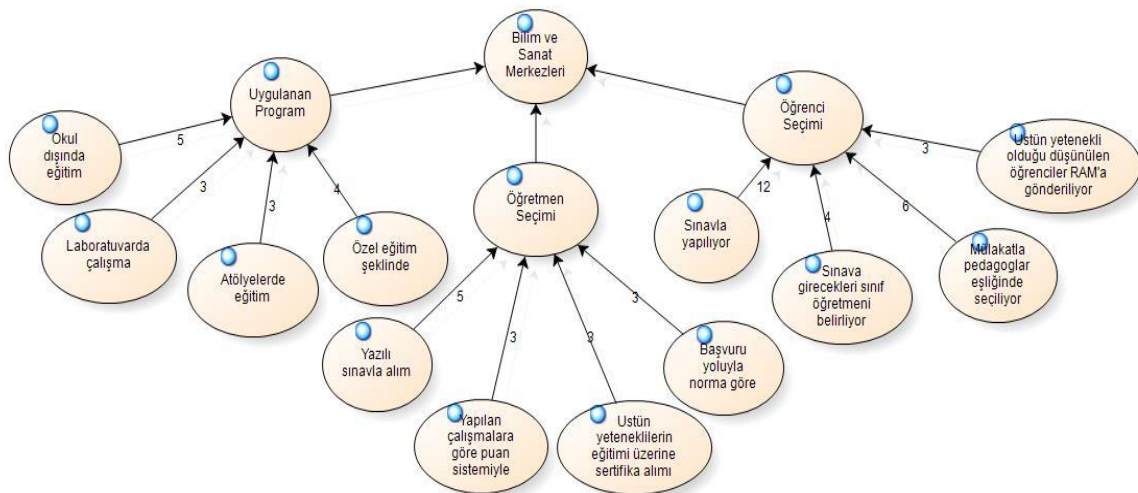 Bilim ve
Sanat
Merkezleri
Uygulanan
Program
Öğrenci
Seçimi
Okul
dışında
eğitim
5
3
3
4
Laboratuvarda
çalışma
Atölyelerde
eğitim
Özel eğitim
şeklinde
Öğretmen
Seçimi
5
3
3
3
Yazılı
sınavla alım
Yapılan
çalışmalara
göre puan
sistemiyle
Ustün
yeteneklilerin
eğitimi üzerine
sertifika alımı
Başvuru
yoluyla
norma göre
12
4
6
3
Sınavla
yapılıyor
Sınava
girecekleri sınıf
öğretmeni
belirliyor
Mülakatla
pedagoglar
eşliğinde
seçiliyor
Ustün yetenekli
olduğu düşünülen
öğrenciler RAM'a
gönderiliyor